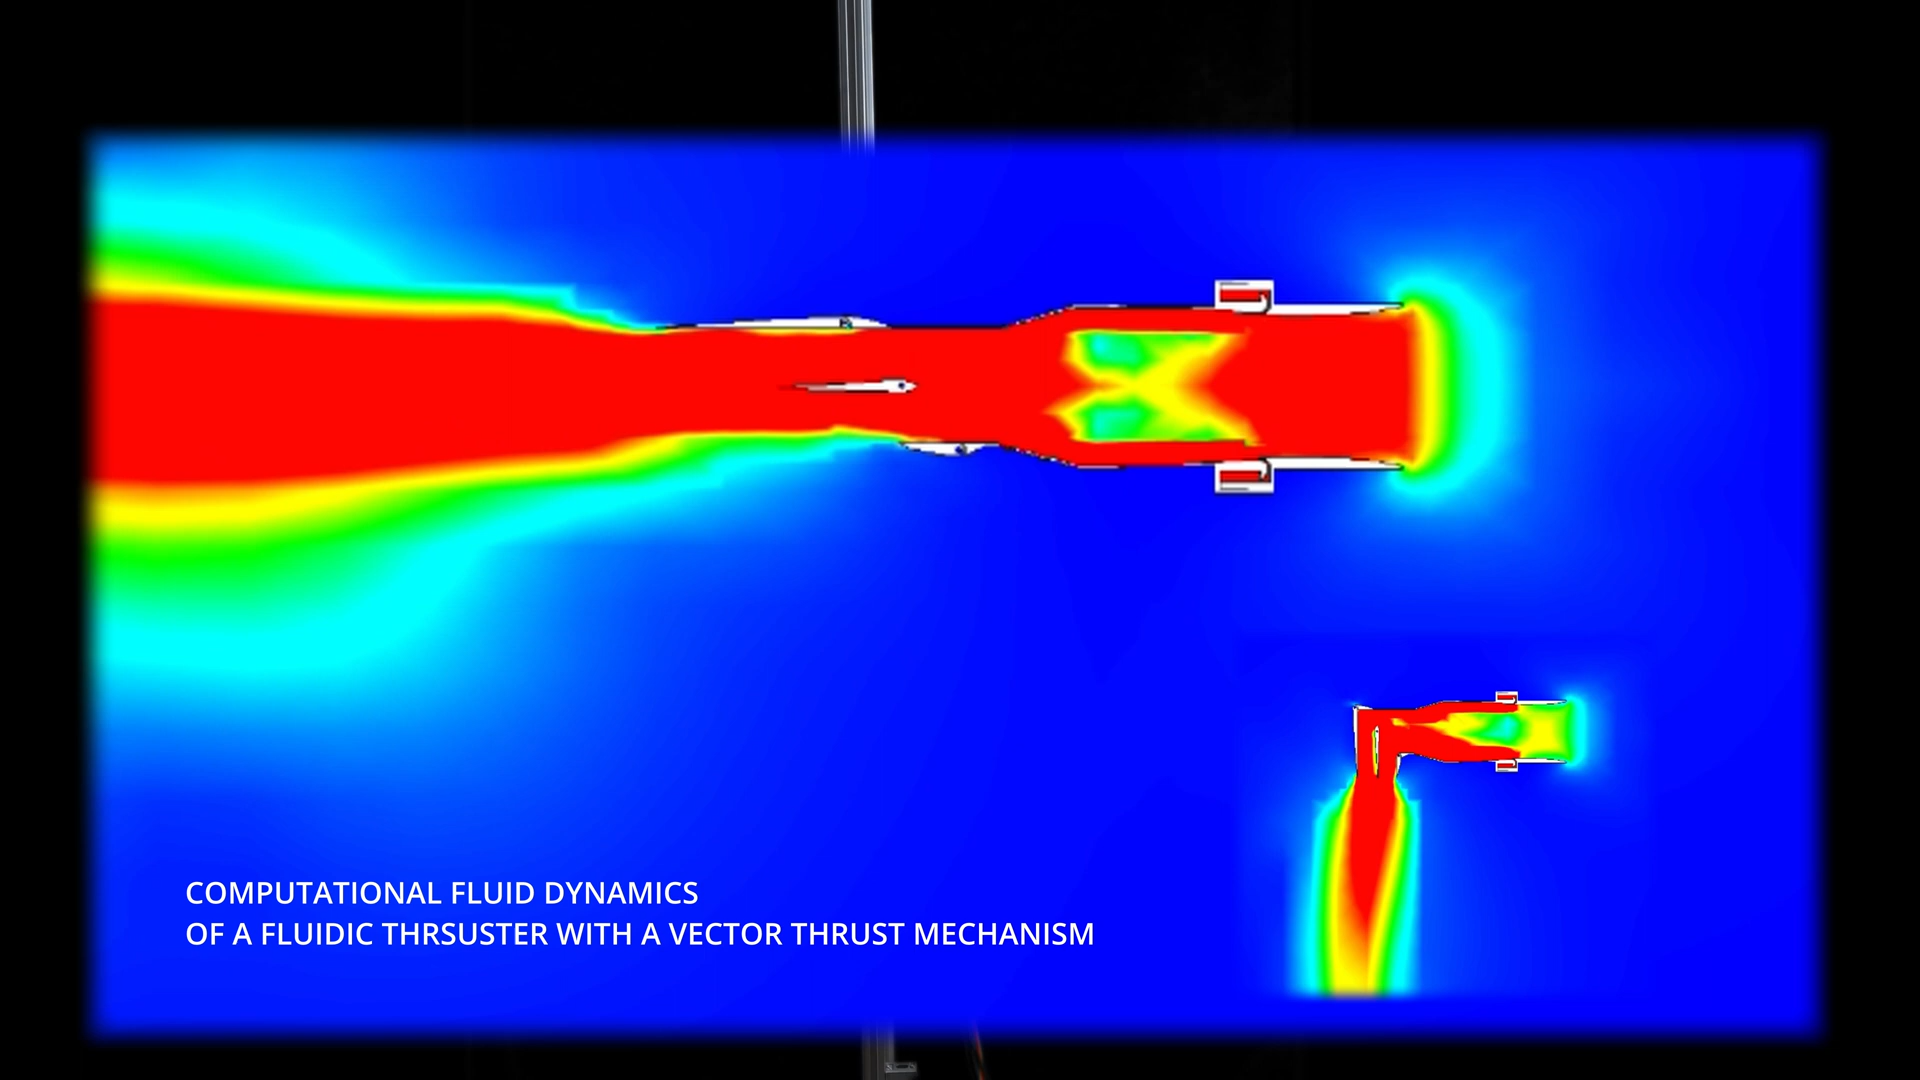 COMPUTATIONAL FLUID DYNAMICS
OF A FLUIDIC THRSUSTER WITH A VECTOR THRUST MECHANISM